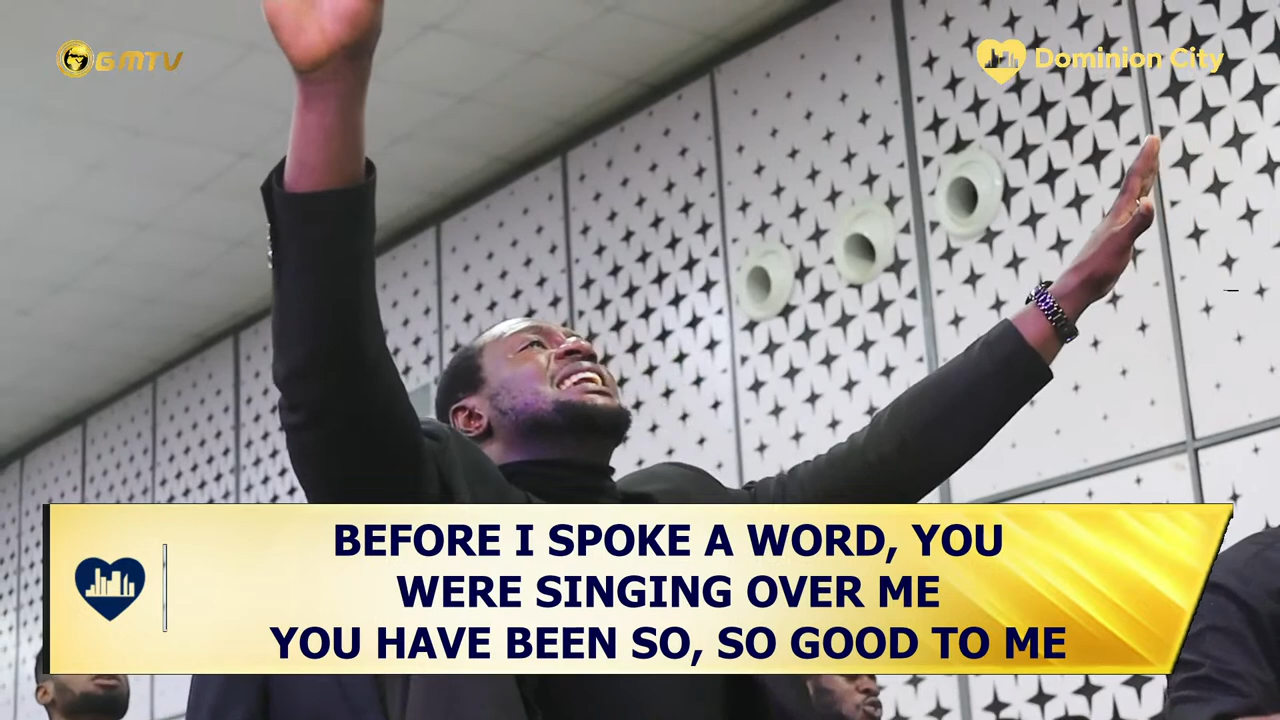 GMTV
Dominion City
BEFORE I SPOKE A WORD, YOU
WERE SINGING OVER ME
YOU HAVE BEEN SO, SO GOOD TO ME